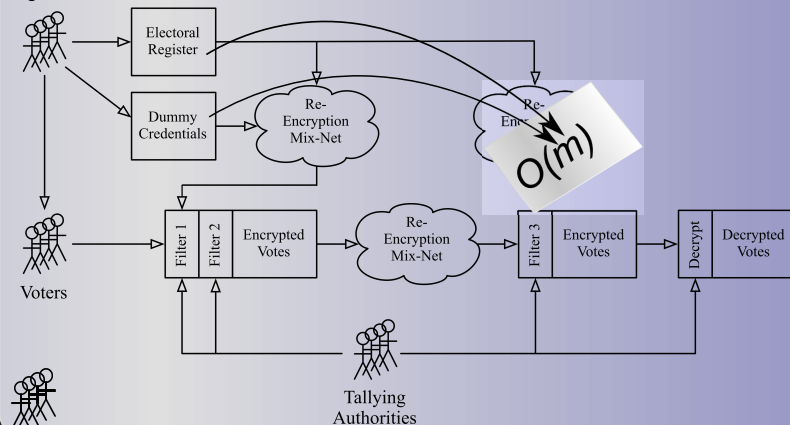 Electoral
Register
Dummy
Credentials
Re-
Encryption
Mix-Net
Re-
O(m)
Filter 1
Filter 2
Encrypted
Votes
Re-
Encryption
Mix-Net
Filter 3
Encrypted
Votes
Decrypt
Decrypted
Votes
Voters
Tallying
Authorities